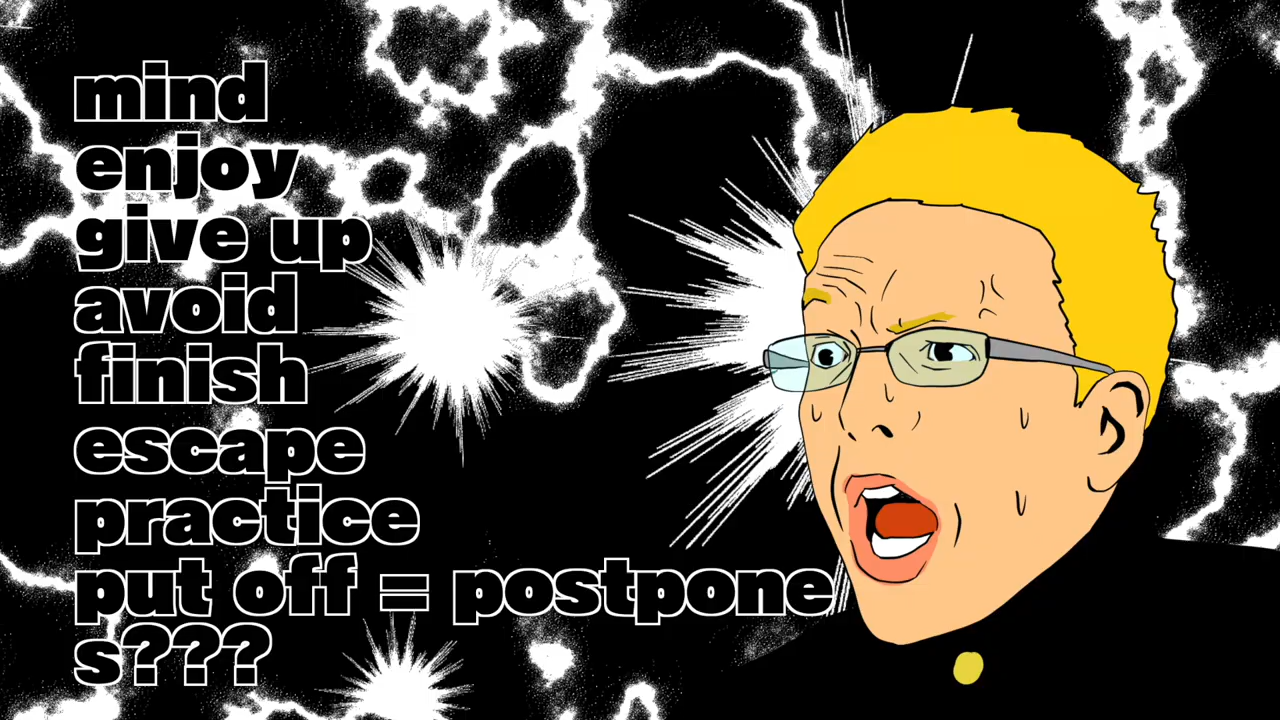 mind
enjoy
give up
avoid
finish
escape
practice
put off = postpone
s???